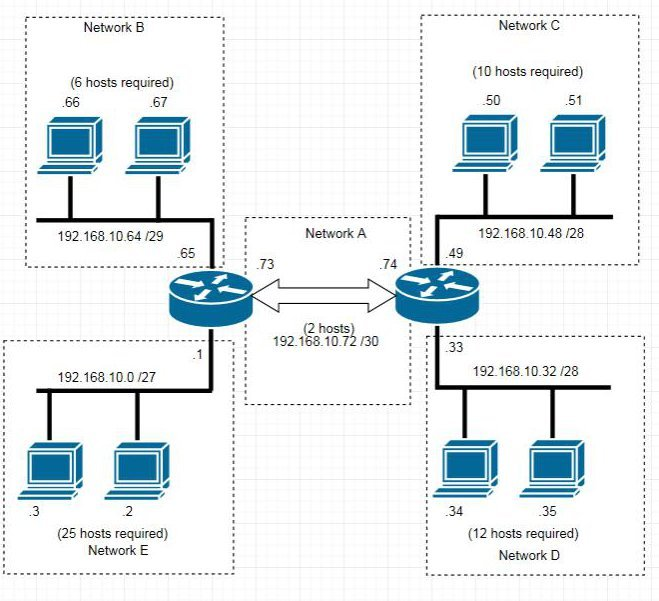 Network B
(6 hosts required)
.66
.67
192.168.10.64 /29
.65
Network C
(10 hosts required)
.50
.51
192.168.10.48 /28
.49
Network A
.73
.74
(2 hosts)
192.168.10.72 /30
.1
192.168.10.0 /27
.3
.2
(25 hosts required)
Network E
.33
192.168.10.32 /28
.34
.35
(12 hosts required)
Network D